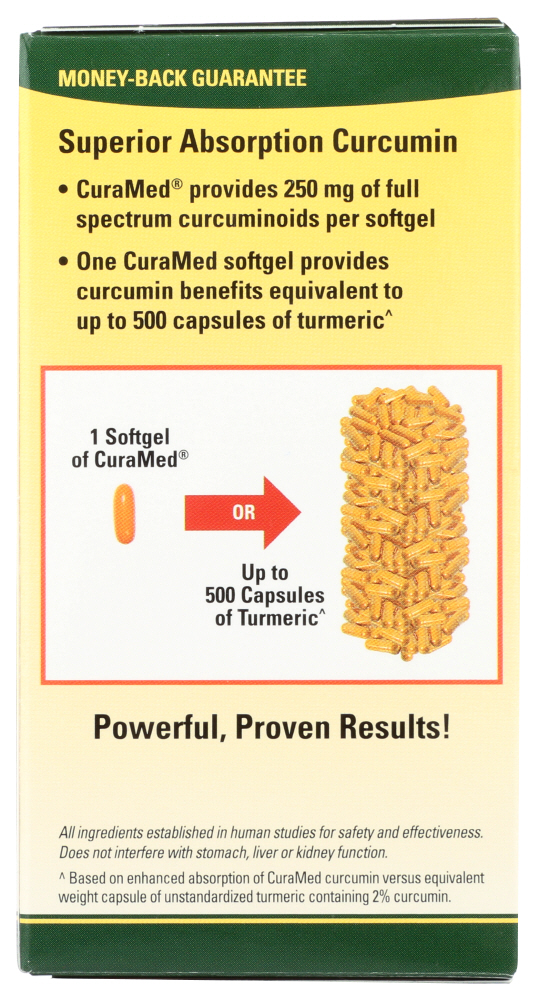 MONEY-BACK GUARANTEE
Superior Absorption Curcumin
• CuraMed® provides 250 mg of full
spectrum curcuminoids per softgel
• One CuraMed softgel provides
curcumin benefits equivalent to
up to 500 capsules of turmeric^
1 Softgel
of CuraMed®
OR
Up to
500 Capsules
of Turmeric^
Powerful, Proven Results!
All ingredients established in human studies for safety and effectiveness.
Does not interfere with stomach, liver or kidney function.
^ Based on enhanced absorption of CuraMed curcumin versus equivalent
weight capsule of unstandardized turmeric containing 2% curcumin.